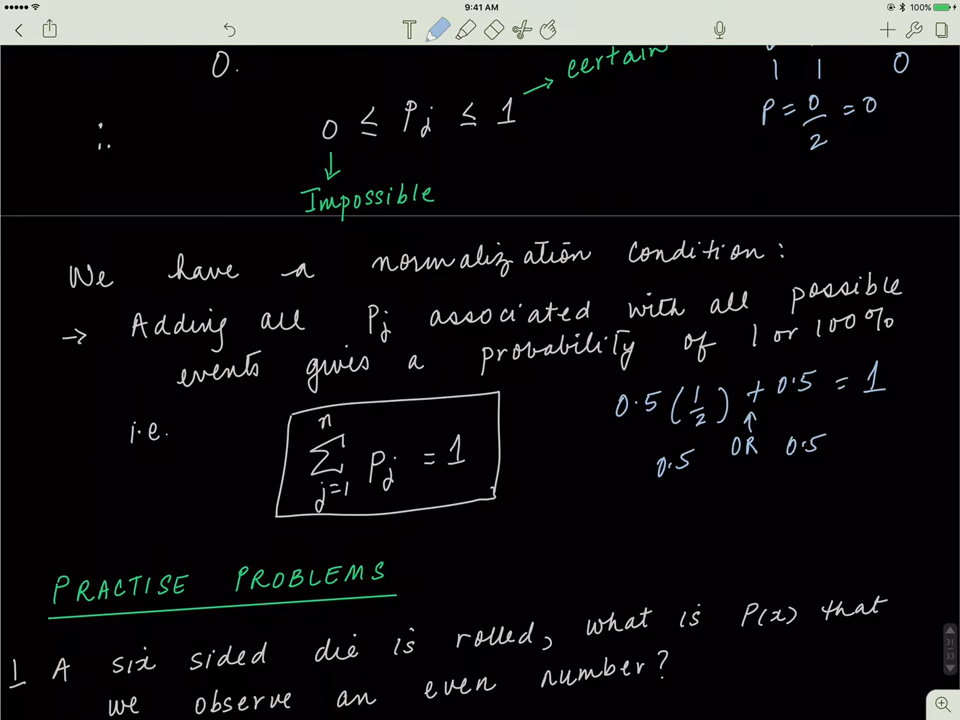 9:41 AM
100%
T
0.
certain
1 1 0
∴ 0 ≤ Pj ≤ 1
P = 0/2 = 0
Impossible
We have a normalization condition:
→ Adding all Pj associated with all possible
events gives a probability of 1 or 100%
0.5 (1/2) + 0.5 = 1
i.e.
0.5 OR 0.5
n
∑ Pj = 1
j=1
PRACTISE PROBLEMS
1 A six sided die is rolled, what is P(x) that
we observe an even number?